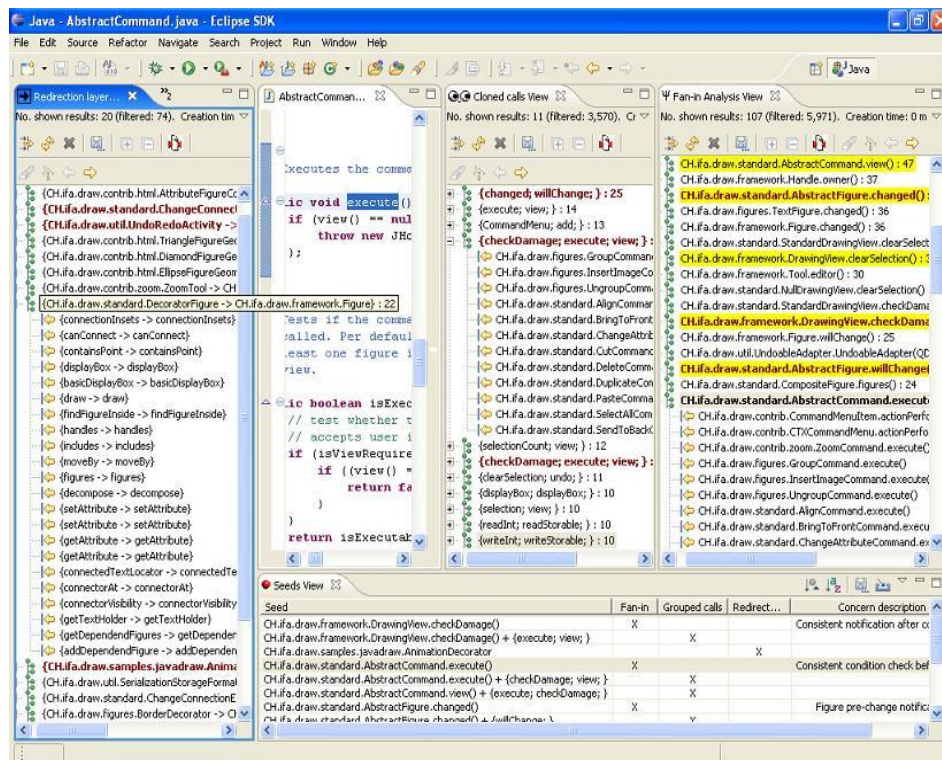 Java - AbstractCommand.java - Eclipse SDK
File Edit Source Refactor Navigate Search Project Run Window Help
Java
Redirection layer...
2
No. shown results: 20 (filtered: 74). Creation tim
{CH.ifa.draw.contrib.html.AttributeFigureCc
{CH.ifa.draw.standard.ChangeConnect
{CH.ifa.draw.util.UndoRedoActivity ->
{CH.ifa.draw.contrib.html.TriangleFigureGeo
{CH.ifa.draw.contrib.html.DiamondFigureGe
{CH.ifa.draw.contrib.html.EllipseFigureGeom
{CH.ifa.draw.contrib.zoom.ZoomTool -> CH
{CH.ifa.draw.standard.DecoratorFigure -> CH.ifa.draw.framework.Figure} : 22
{connectionInsets -> connectionInsets}
{canConnect -> canConnect}
{containsPoint -> containsPoint}
{displayBox -> displayBox}
{basicDisplayBox -> basicDisplayBox}
{draw -> draw}
{findFigureInside -> findFigureInside}
{handles -> handles}
{includes -> includes}
{moveBy -> moveBy}
{figures -> figures}
{decompose -> decompose}
{setAttribute -> setAttribute}
{setAttribute -> setAttribute}
{getAttribute -> getAttribute}
{getAttribute -> getAttribute}
{connectedTextLocator -> connectedTe
{connectorAt -> connectorAt}
{connectorVisibility -> connectorVisibility
{getTextHolder -> getTextHolder}
{getDependendFigures -> getDependen
{addDependendFigure -> addDependen
{CH.ifa.draw.samples.javadraw.Anima
{CH.ifa.draw.util.SerializationStorageFormat
{CH.ifa.draw.standard.ChangeConnectionE
{CH.ifa.draw.figures.BorderDecorator -> CH
AbstractComman...
Executes the comma
ic void execute()
if (view() == nul
throw new JHo
);
Tests if the comma
called. Per defaul
least one figure i
view.
ic boolean isExec
// test whether t
// accepts user i
if (isViewRequire
if ((view() =
return fa
}
}
return isExecutab
Cloned calls View
No. shown results: 11 (filtered: 3,570). Cr
{changed; willChange; } : 25
{execute; view; } : 14
{CommandMenu; add; } : 13
{checkDamage; execute; view; } :
CH.ifa.draw.figures.GroupComman
CH.ifa.draw.figures.InsertImageCo
CH.ifa.draw.figures.UngroupComm
CH.ifa.draw.standard.AlignCommar
CH.ifa.draw.standard.BringToFront
CH.ifa.draw.standard.ChangeAttrib
CH.ifa.draw.standard.CutCommanc
CH.ifa.draw.standard.DeleteComm
CH.ifa.draw.standard.DuplicateCon
CH.ifa.draw.standard.PasteComma
CH.ifa.draw.standard.SelectAllCom
CH.ifa.draw.standard.SendToBackC
{selectionCount; view; } : 12
{checkDamage; execute; view; } :
{clearSelection; undo; } : 11
{displayBox; displayBox; } : 10
{selection; view; } : 10
{readInt; readStorable; } : 10
{writeInt; writeStorable; } : 10
Fan-in Analysis View
No. shown results: 107 (filtered: 5,971). Creation time: 0 m
CH.ifa.draw.standard.AbstractCommand.view() : 47
CH.ifa.draw.framework.Handle.owner() : 37
CH.ifa.draw.standard.AbstractFigure.changed() :
CH.ifa.draw.figures.TextFigure.changed() : 36
CH.ifa.draw.framework.Figure.changed() : 36
CH.ifa.draw.standard.StandardDrawingView.clearSelect
CH.ifa.draw.framework.DrawingView.clearSelection() : 3
CH.ifa.draw.framework.Tool.editor() : 30
CH.ifa.draw.standard.NullDrawingView.clearSelection()
CH.ifa.draw.standard.StandardDrawingView.checkDama
CH.ifa.draw.framework.DrawingView.checkDama
CH.ifa.draw.framework.Figure.willChange() : 25
CH.ifa.draw.util.UndoableAdapter.UndoableAdapter(QD
CH.ifa.draw.standard.AbstractFigure.willChange(
CH.ifa.draw.standard.CompositeFigure.figures() : 24
CH.ifa.draw.standard.AbstractCommand.execute
CH.ifa.draw.contrib.CommandMenuItem.actionPerfo
CH.ifa.draw.contrib.CTXCommandMenu.actionPerfo
CH.ifa.draw.contrib.zoom.ZoomCommand.execute()
CH.ifa.draw.figures.GroupCommand.execute()
CH.ifa.draw.figures.InsertImageCommand.execute()
CH.ifa.draw.figures.UngroupCommand.execute()
CH.ifa.draw.standard.AlignCommand.execute()
CH.ifa.draw.standard.BringToFrontCommand.execu
CH.ifa.draw.standard.ChangeAttributeCommand.ex
Seeds View
Seed Fan-in Grouped calls Redirect... Concern description
CH.ifa.draw.framework.DrawingView.checkDamage() X Consistent notification after co
CH.ifa.draw.framework.DrawingView.checkDamage() + {execute; view; } X
CH.ifa.draw.samples.javadraw.AnimationDecorator X
CH.ifa.draw.standard.AbstractCommand.execute() X Consistent condition check bef
CH.ifa.draw.standard.AbstractCommand.execute() + {checkDamage; view; } X
CH.ifa.draw.standard.AbstractCommand.view() + {execute; checkDamage; } X
CH.ifa.draw.standard.AbstractFigure.changed() X Figure pre-change notifica
CH.ifa.draw.standard.AbstractFigure.changed() + {willChange; } X